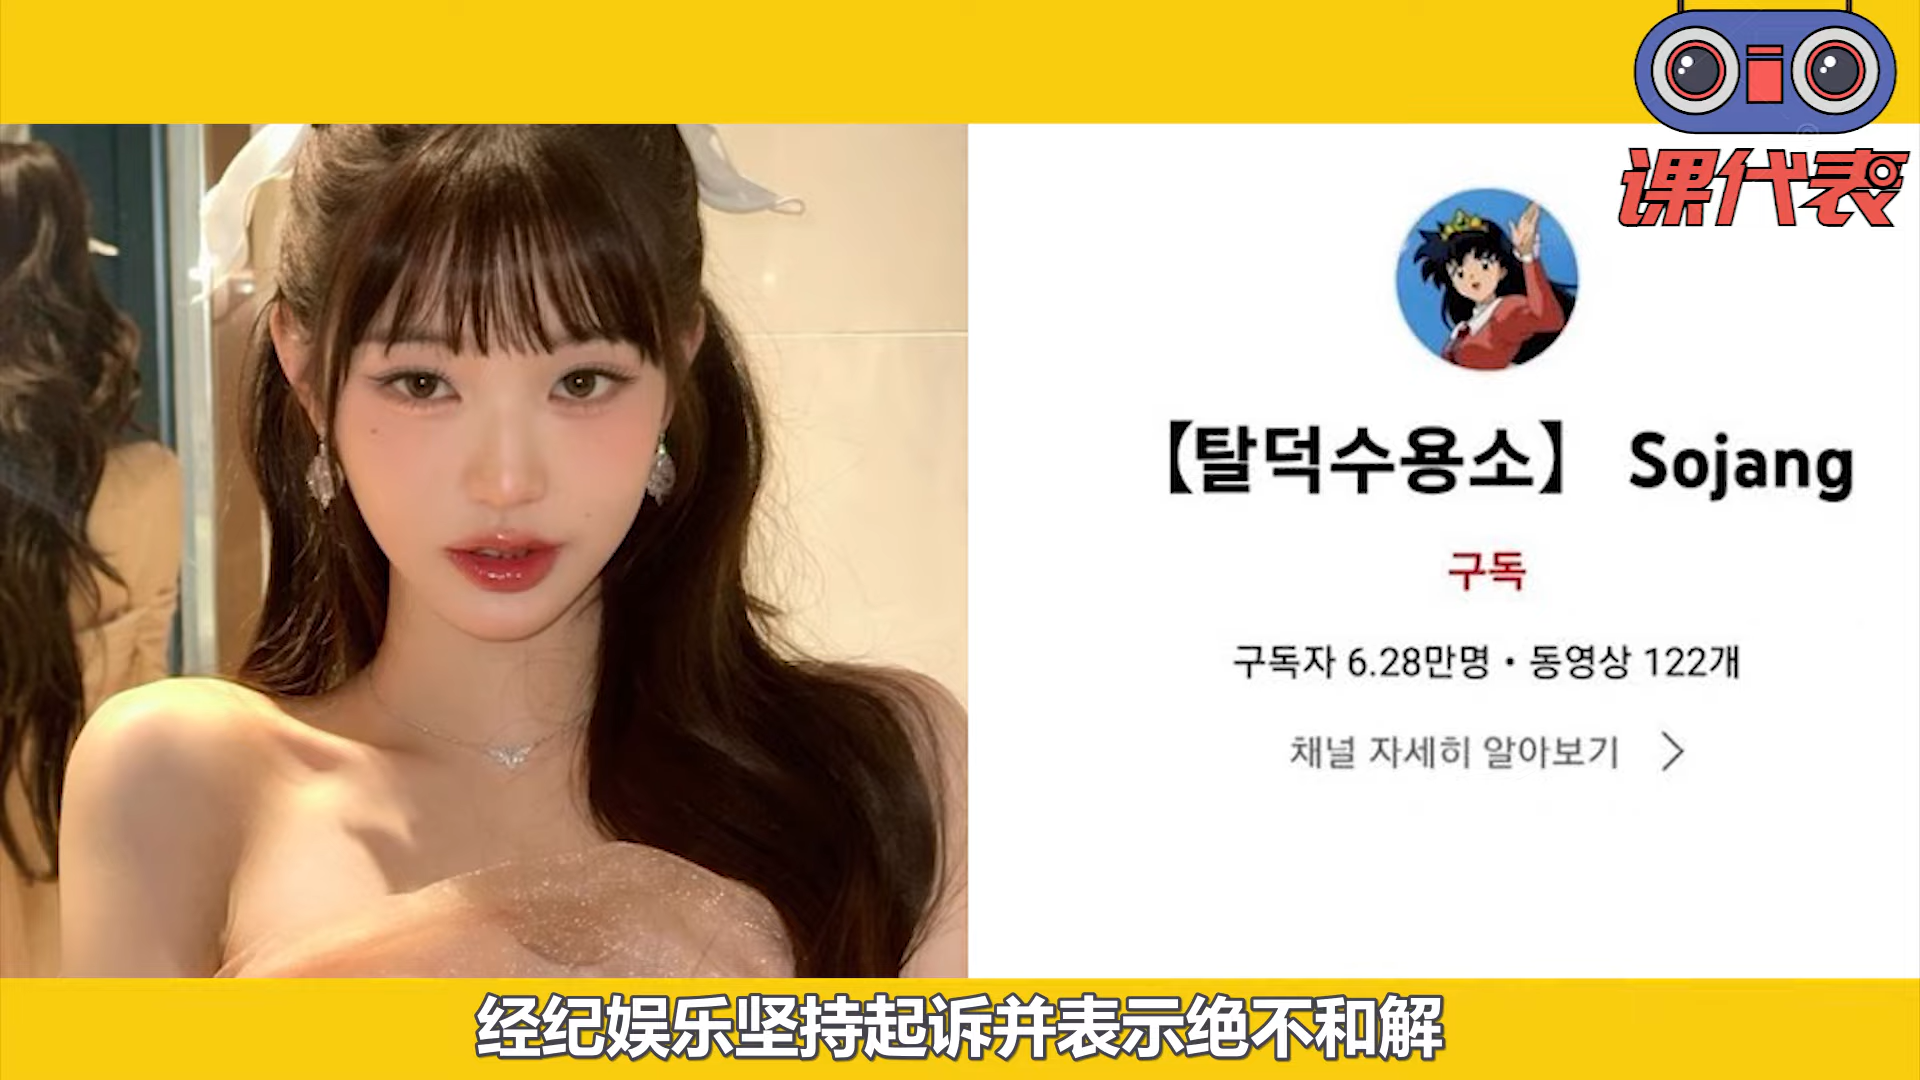 课代表
【탈덕수용소】 Sojang
구독
구독자 6.28만명 • 동영상 122개
채널 자세히 알아보기
经纪娱乐坚持起诉并表示绝不和解